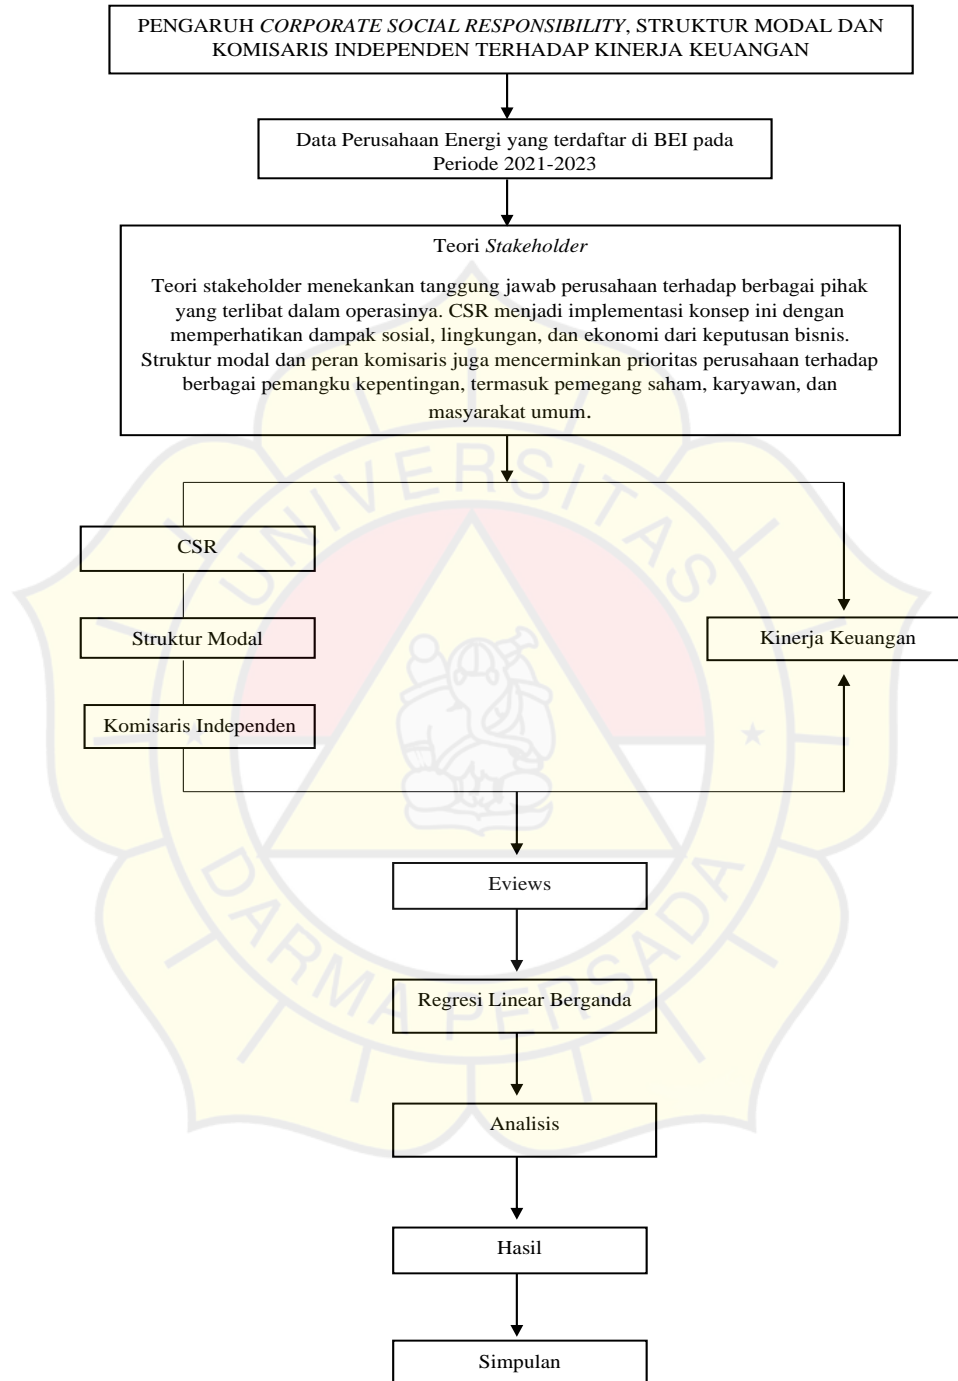 PENGARUH CORPORATE SOCIAL RESPONSIBILITY, STRUKTUR MODAL DAN
KOMISARIS INDEPENDEN TERHADAP KINERJA KEUANGAN
Data Perusahaan Energi yang terdaftar di BEI pada
Periode 2021-2023
Teori Stakeholder
Teori stakeholder menekankan tanggung jawab perusahaan terhadap berbagai pihak
yang terlibat dalam operasinya. CSR menjadi implementasi konsep ini dengan
memperhatikan dampak sosial, lingkungan, dan ekonomi dari keputusan bisnis.
Struktur modal dan peran komisaris juga mencerminkan prioritas perusahaan terhadap
berbagai pemangku kepentingan, termasuk pemegang saham, karyawan, dan
masyarakat umum.
UNIVERSITAS
CSR
Struktur Modal
Kinerja Keuangan
Komisaris Independen
Eviews
DARMA PERSADA
Regresi Linear Berganda
Analisis
Hasil
Simpulan